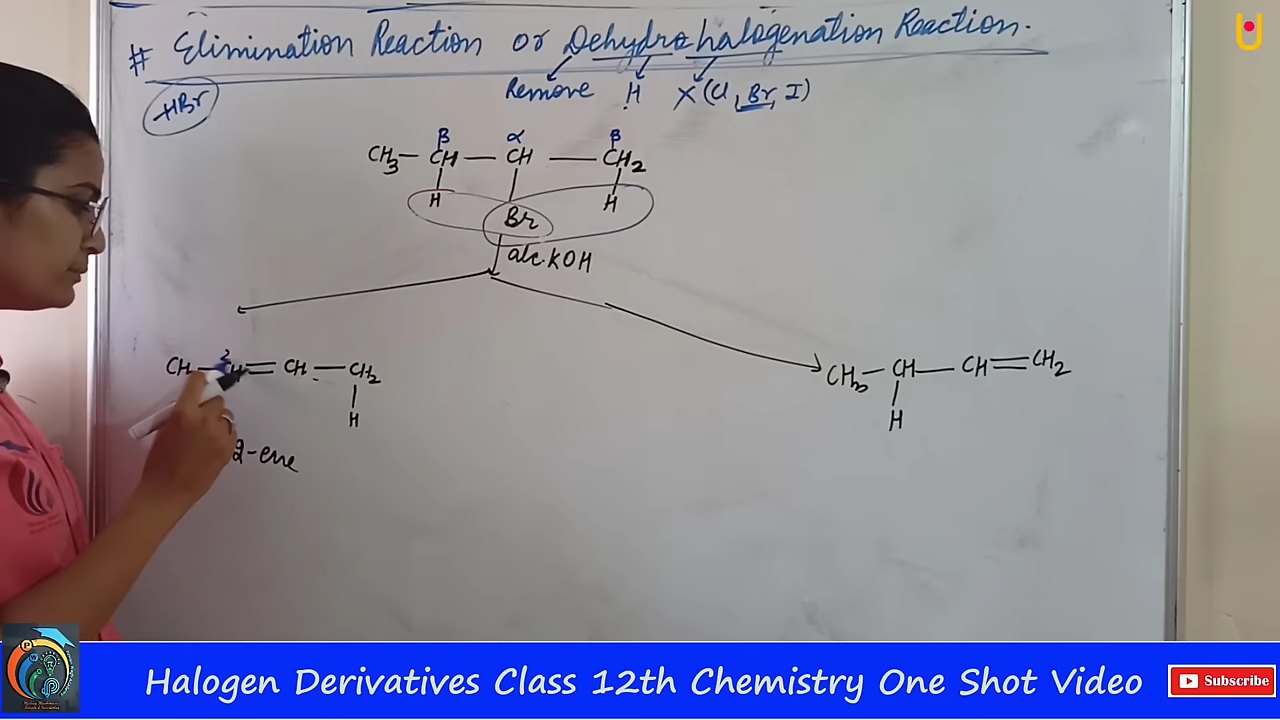 # Elimination Reaction or Dehydrohalogenation Reaction.
Remove H X (Cl, Br, I)
-HBr
β α β
CH3 — CH — CH — CH2
H Br H
alc. KOH
CH — CH = CH — CH2
2
H
CH3 — CH — CH = CH2
H
2-ene
Halogen Derivatives Class 12th Chemistry One Shot Video
Subscribe